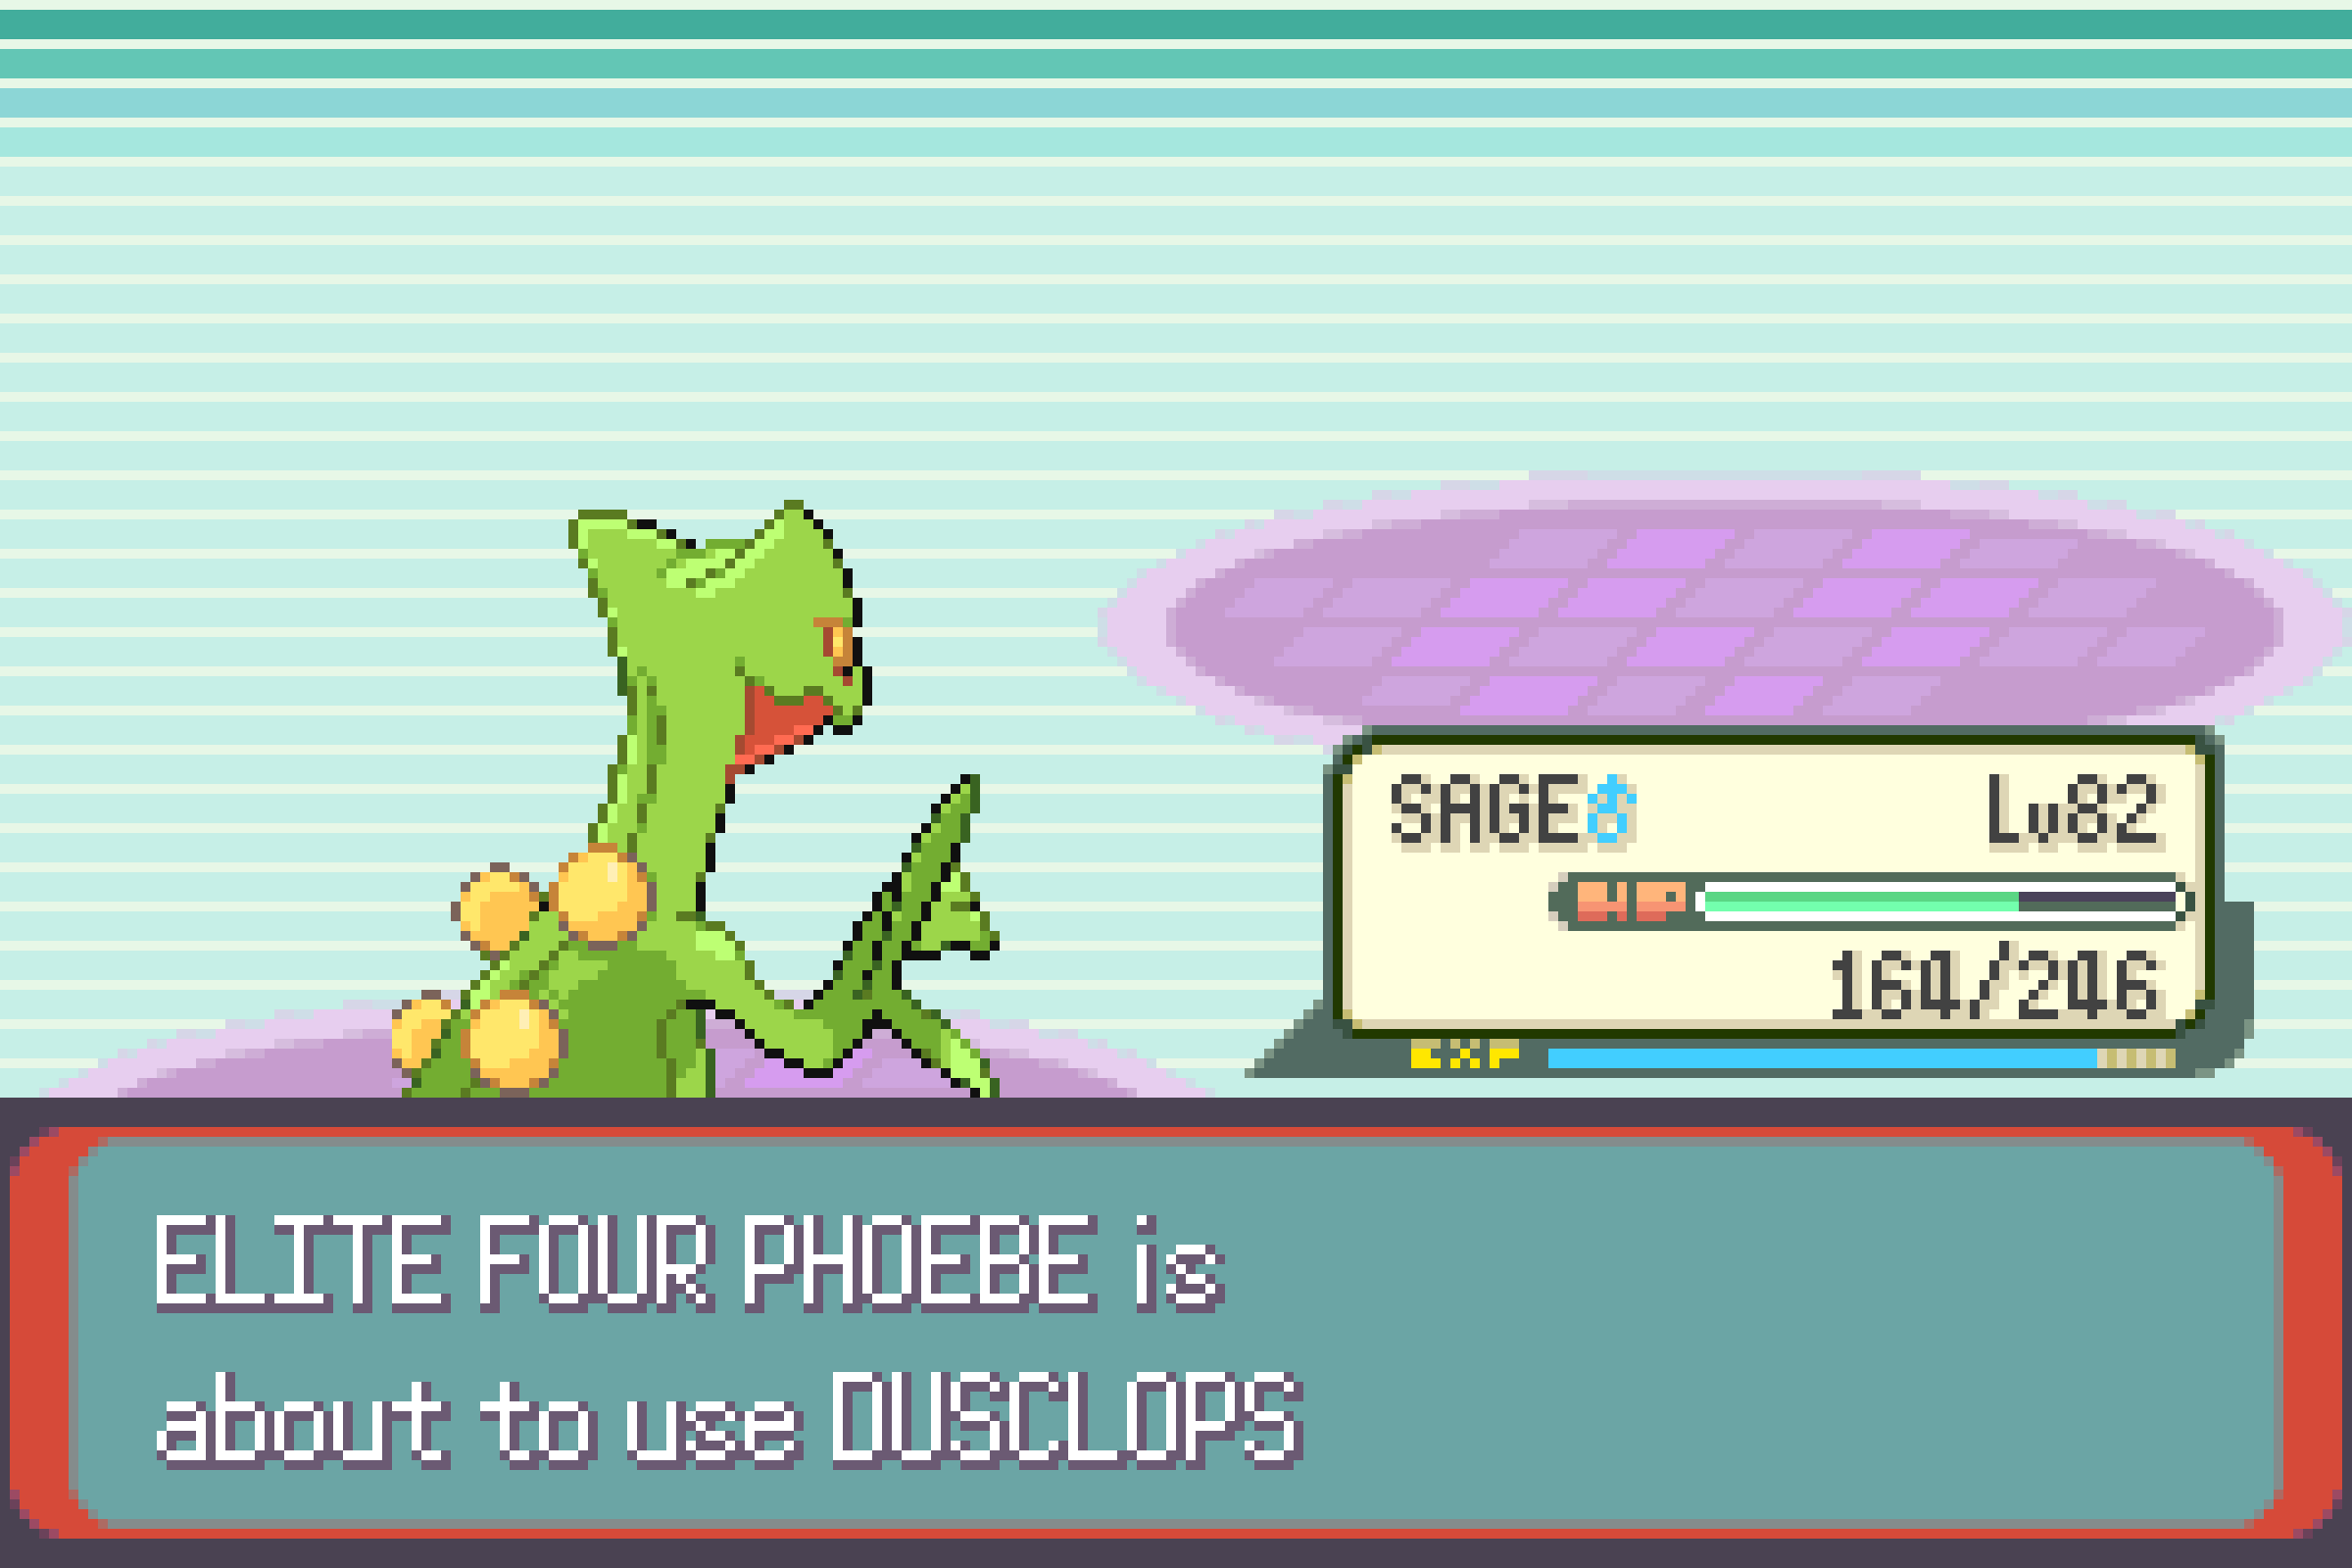 SAGE♂ Lv82
HP
164/246
EXP
ELITE FOUR PHOEBE is
about to use DUSCLOPS